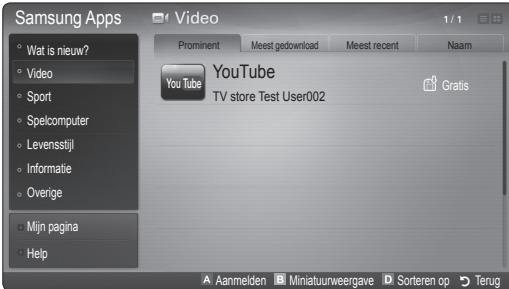 Samsung Apps
Video
1 / 1
Wat is nieuw?
Video
Sport
Spelcomputer
Levensstijl
Informatie
Overige
Mijn pagina
Help
Prominent
Meest gedownload
Meest recent
Naam
You Tube
YouTube
TV store Test User002
Gratis
A Aanmelden B Miniatuurweergave D Sorteren op Terug